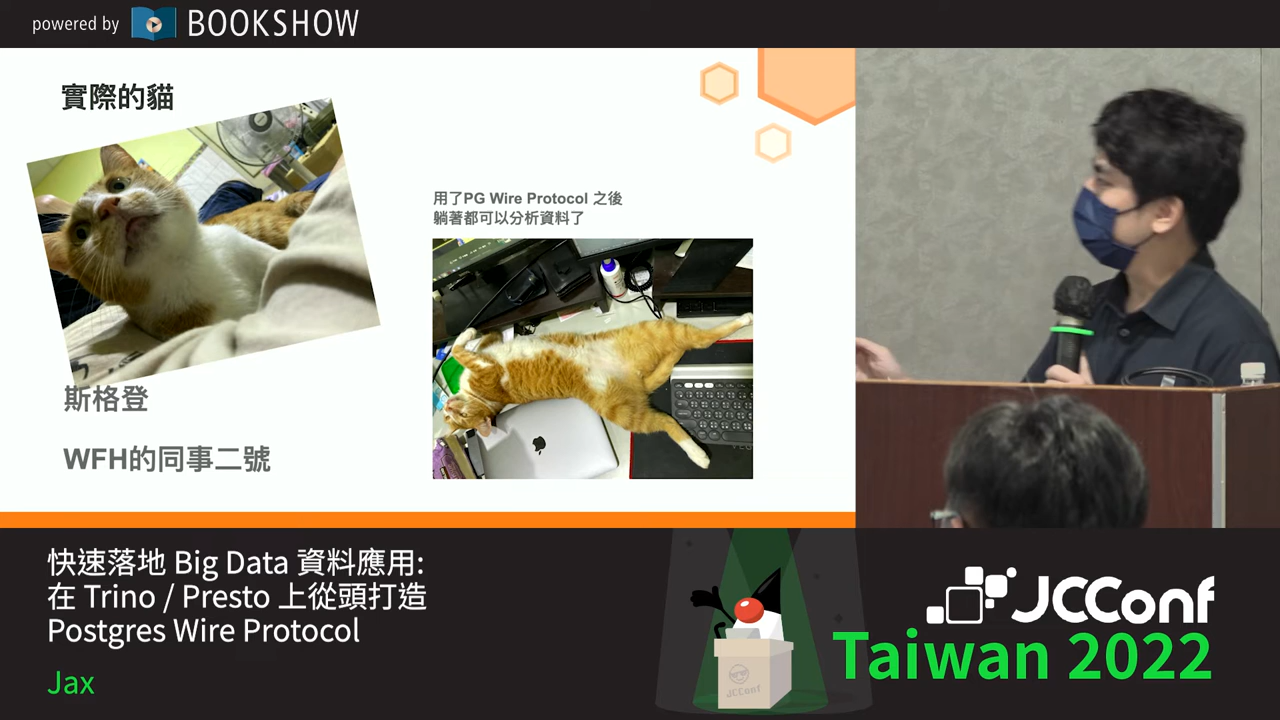 powered by BOOKSHOW
實際的貓
用了PG Wire Protocol 之後
躺著都可以分析資料了
斯格登
WFH的同事二號
快速落地 Big Data 資料應用:
在 Trino / Presto 上從頭打造
Postgres Wire Protocol
Jax
JCConf
JCConf
Taiwan 2022